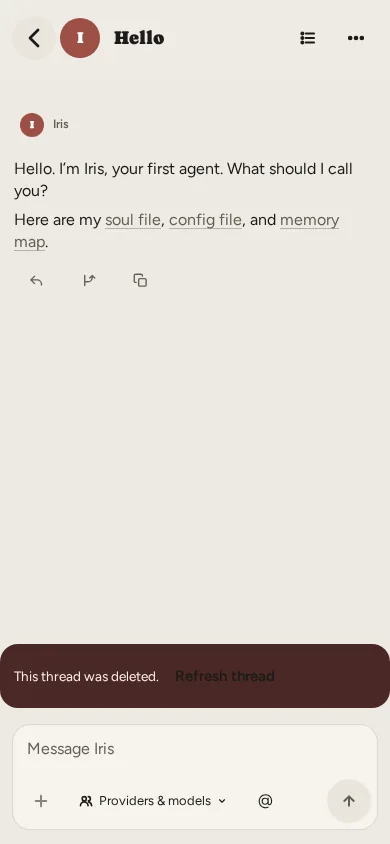 I
Hello
I
Iris
Hello. I’m Iris, your first agent. What should I call
you?
Here are my soul file, config file, and memory
map.
This thread was deleted. Refresh thread
Message Iris
Providers & models
@